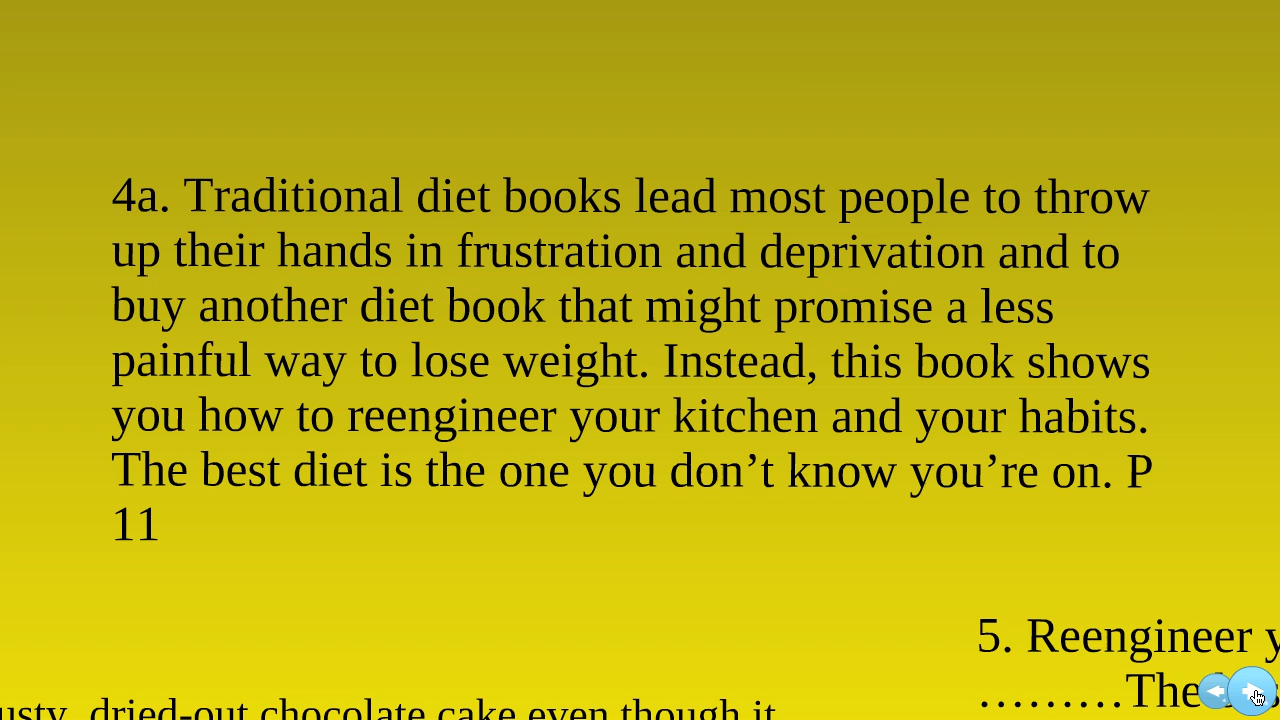 4a. Traditional diet books lead most people to throw
up their hands in frustration and deprivation and to
buy another diet book that might promise a less
painful way to lose weight. Instead, this book shows
you how to reengineer your kitchen and your habits.
The best diet is the one you don’t know you’re on. P
11
5. Reengineer y
………The
usty, dried-out chocolate cake even though it